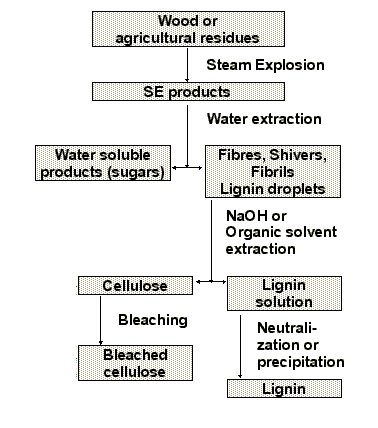 Wood or
agricultural residues
Steam Explosion
SE products
Water extraction
Water soluble
products (sugars)
Fibres, Shivers,
Fibrils
Lignin droplets
NaOH or
Organic solvent
extraction
Cellulose
Lignin
solution
Bleaching
Neutrali-
zation or
precipitation
Bleached
cellulose
Lignin